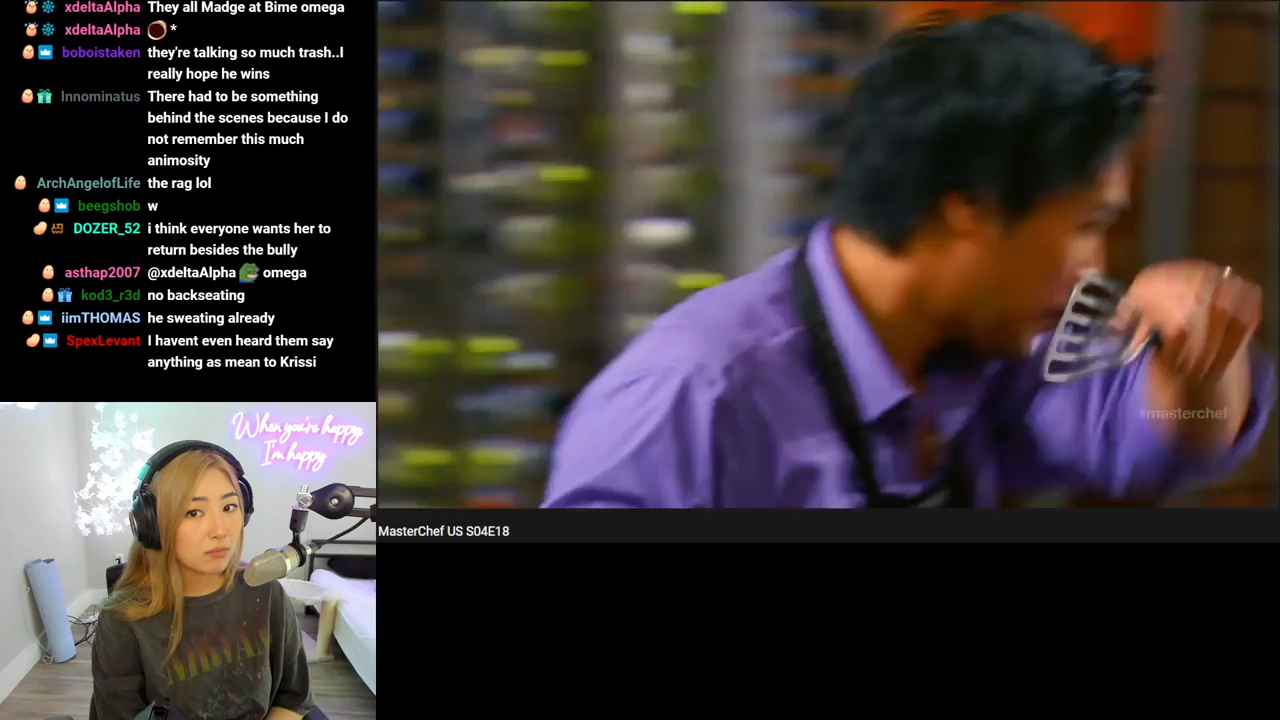 xdeltaAlpha They all Madge at Bime omega
xdeltaAlpha *
boboistaken they're talking so much trash..I
really hope he wins
Innominatus There had to be something
behind the scenes because I do
not remember this much
animosity
ArchAngelofLife the rag lol
beegshob w
DOZER_52 i think everyone wants her to
return besides the bully
asthap2007 @xdeltaAlpha omega
kod3_r3d no backseating
iimTHOMAS he sweating already
SpexLevant I havent even heard them say
anything as mean to Krissi
When you're happy
I'm happy
#masterchef
MasterChef US S04E18